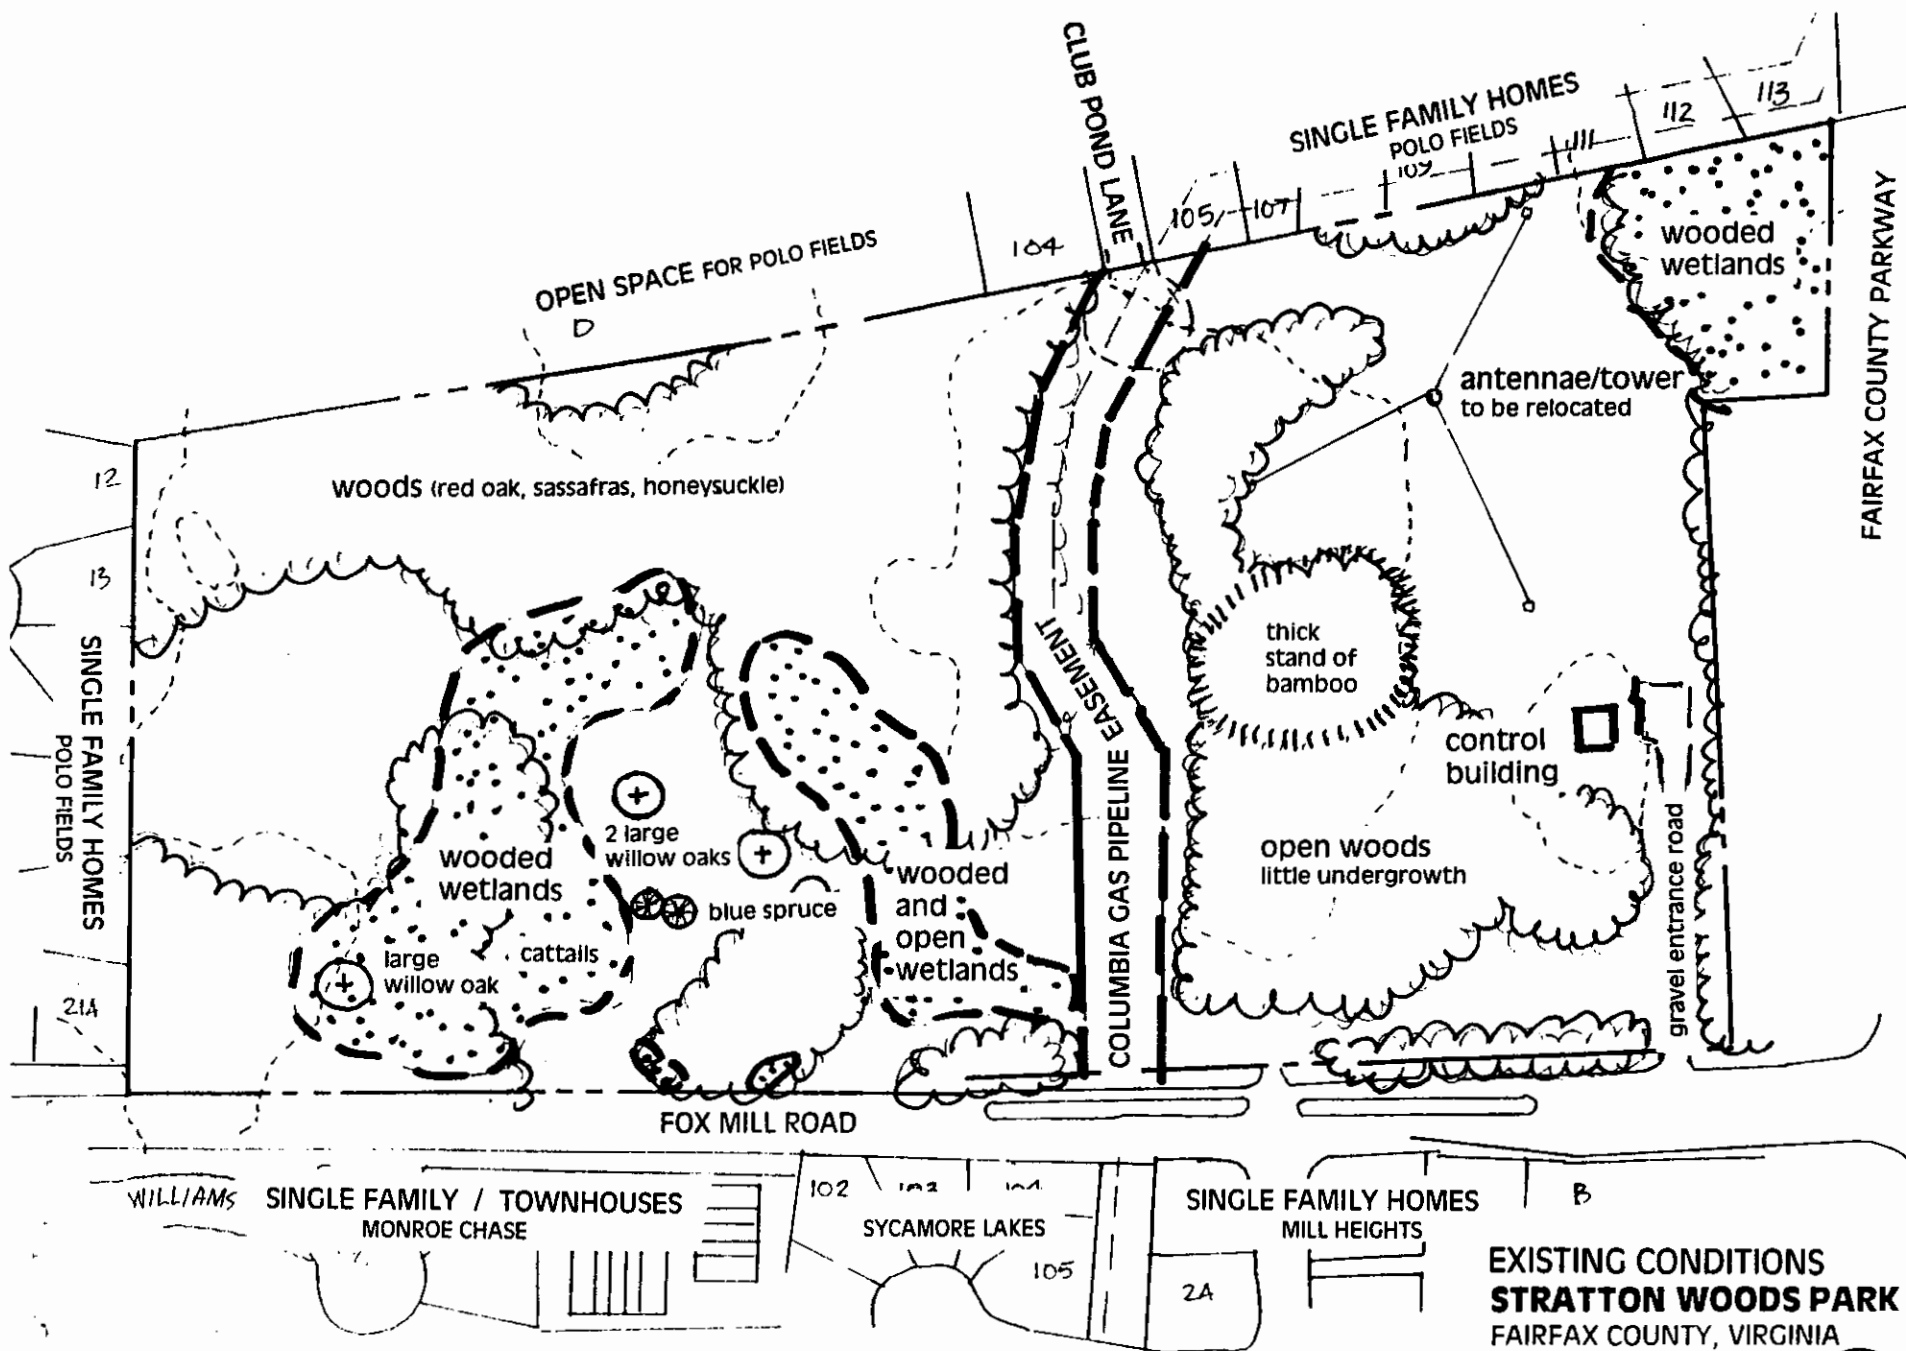 CLUB POND LANE
SINGLE FAMILY HOMES
POLO FIELDS
113
112
111
109
107
105
104
OPEN SPACE FOR POLO FIELDS
D
wooded
wetlands
FAIRFAX COUNTY PARKWAY
antennae/tower
to be relocated
12
woods (red oak, sassafras, honeysuckle)
13
SINGLE FAMILY HOMES
POLO FIELDS
thick
stand of
bamboo
COLUMBIA GAS PIPELINE EASEMENT
control
building
2 large
willow oaks
wooded
wetlands
open woods
little undergrowth
wooded
and
open
wetlands
blue spruce
cattails
large
willow oak
gravel entrance road
21A
FOX MILL ROAD
WILLIAMS
SINGLE FAMILY / TOWNHOUSES
MONROE CHASE
102
103
104
SYCAMORE LAKES
105
SINGLE FAMILY HOMES
MILL HEIGHTS
2A
B
EXISTING CONDITIONS
STRATTON WOODS PARK
FAIRFAX COUNTY, VIRGINIA